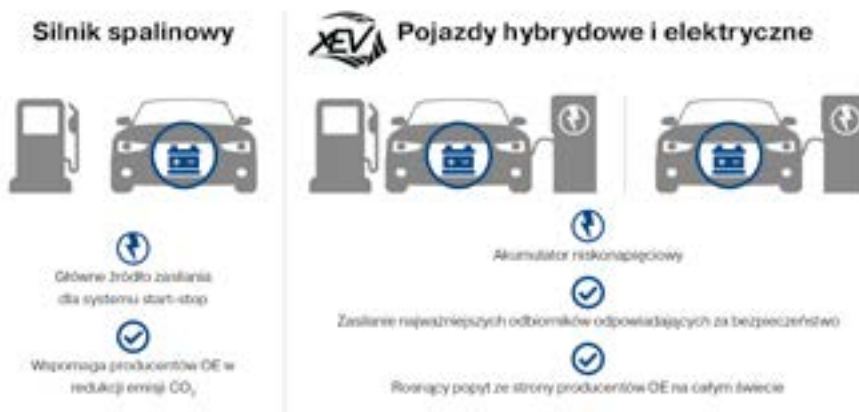 Silnik spalinowy
Główne źródło zasilania
dla systemu start-stop
Wspomaga producentów OE w
redukcji emisji CO₂
XEV Pojazdy hybrydowe i elektryczne
Akumulator niskonapięciowy
Zasilanie najważniejszych odbiorników odpowiadających za bezpieczeństwo
Rosnący popyt ze strony producentów OE na całym świecie